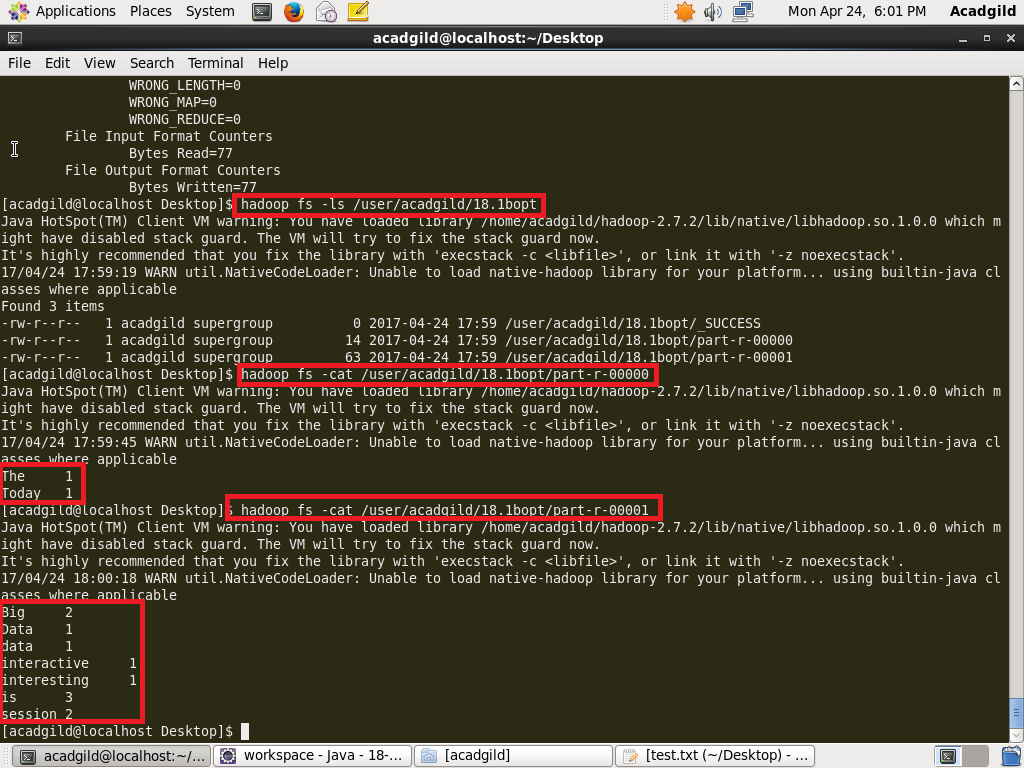 Applications Places System Mon Apr 24, 6:01 PM Acadgild
acadgild@localhost:~/Desktop
File Edit View Search Terminal Help
WRONG_LENGTH=0
WRONG_MAP=0
WRONG_REDUCE=0
File Input Format Counters
Bytes Read=77
File Output Format Counters
Bytes Written=77
[acadgild@localhost Desktop]$ hadoop fs -ls /user/acadgild/18.1bopt
Java HotSpot(TM) Client VM warning: You have loaded library /home/acadgild/hadoop-2.7.2/lib/native/libhadoop.so.1.0.0 which m
ight have disabled stack guard. The VM will try to fix the stack guard now.
It's highly recommended that you fix the library with 'execstack -c <libfile>', or link it with '-z noexecstack'.
17/04/24 17:59:19 WARN util.NativeCodeLoader: Unable to load native-hadoop library for your platform... using builtin-java cl
asses where applicable
Found 3 items
-rw-r--r-- 1 acadgild supergroup 0 2017-04-24 17:59 /user/acadgild/18.1bopt/_SUCCESS
-rw-r--r-- 1 acadgild supergroup 14 2017-04-24 17:59 /user/acadgild/18.1bopt/part-r-00000
-rw-r--r-- 1 acadgild supergroup 63 2017-04-24 17:59 /user/acadgild/18.1bopt/part-r-00001
[acadgild@localhost Desktop]$ hadoop fs -cat /user/acadgild/18.1bopt/part-r-00000
Java HotSpot(TM) Client VM warning: You have loaded library /home/acadgild/hadoop-2.7.2/lib/native/libhadoop.so.1.0.0 which m
ight have disabled stack guard. The VM will try to fix the stack guard now.
It's highly recommended that you fix the library with 'execstack -c <libfile>', or link it with '-z noexecstack'.
17/04/24 17:59:45 WARN util.NativeCodeLoader: Unable to load native-hadoop library for your platform... using builtin-java cl
asses where applicable
The 1
Today 1
[acadgild@localhost Desktop]$ hadoop fs -cat /user/acadgild/18.1bopt/part-r-00001
Java HotSpot(TM) Client VM warning: You have loaded library /home/acadgild/hadoop-2.7.2/lib/native/libhadoop.so.1.0.0 which m
ight have disabled stack guard. The VM will try to fix the stack guard now.
It's highly recommended that you fix the library with 'execstack -c <libfile>', or link it with '-z noexecstack'.
17/04/24 18:00:18 WARN util.NativeCodeLoader: Unable to load native-hadoop library for your platform... using builtin-java cl
asses where applicable
Big 2
Data 1
data 1
interactive 1
interesting 1
is 3
session 2
[acadgild@localhost Desktop]$
acadgild@localhost:~/... workspace - Java - 18-... [acadgild] [test.txt (~/Desktop) - ...